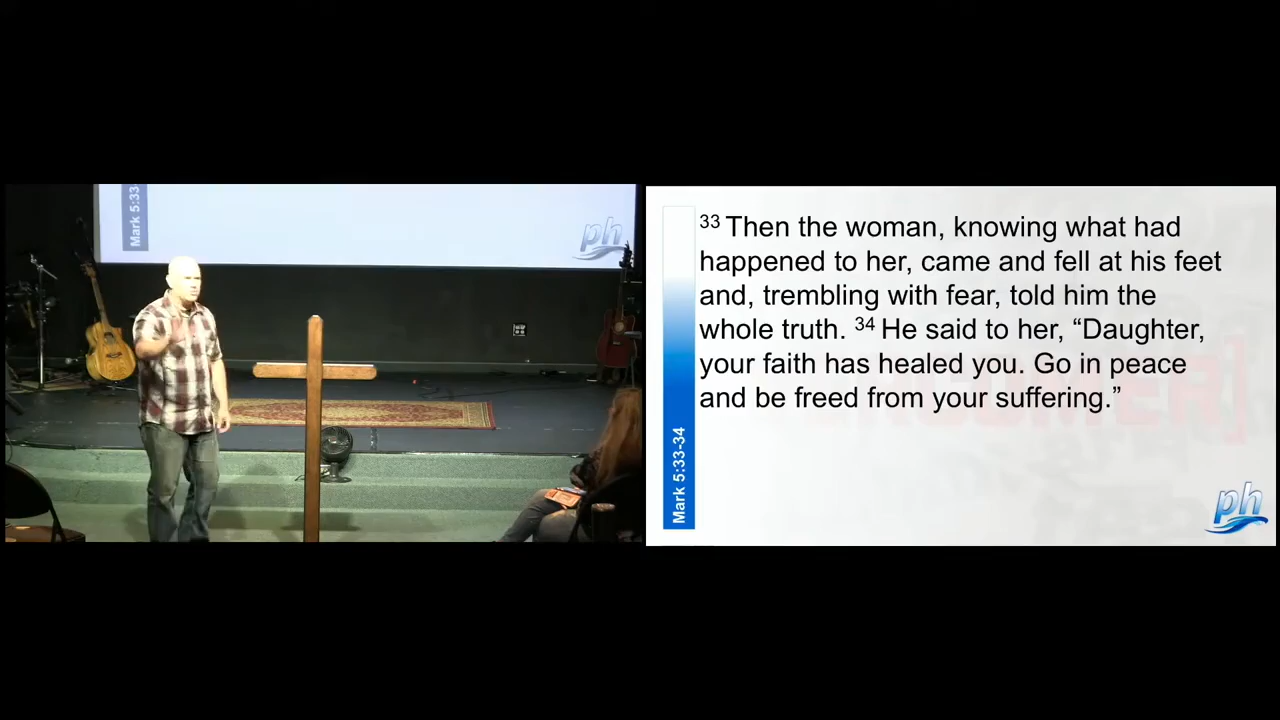 Mark 5:33
ph
33 Then the woman, knowing what had
happened to her, came and fell at his feet
and, trembling with fear, told him the
whole truth. 34 He said to her, “Daughter,
your faith has healed you. Go in peace
and be freed from your suffering.”
Mark 5:33-34
ph